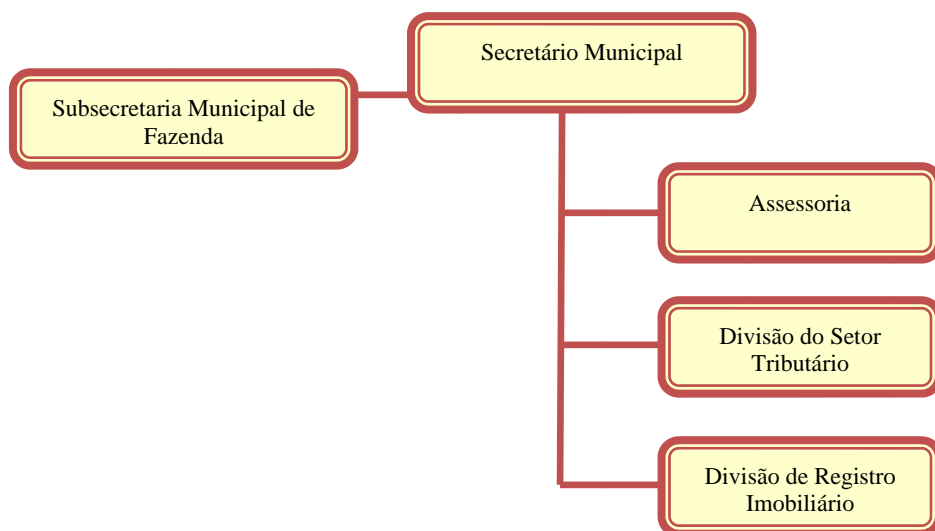 Secretário Municipal
Subsecretaria Municipal de
Fazenda
Assessoria
Divisão do Setor
Tributário
Divisão de Registro
Imobiliário